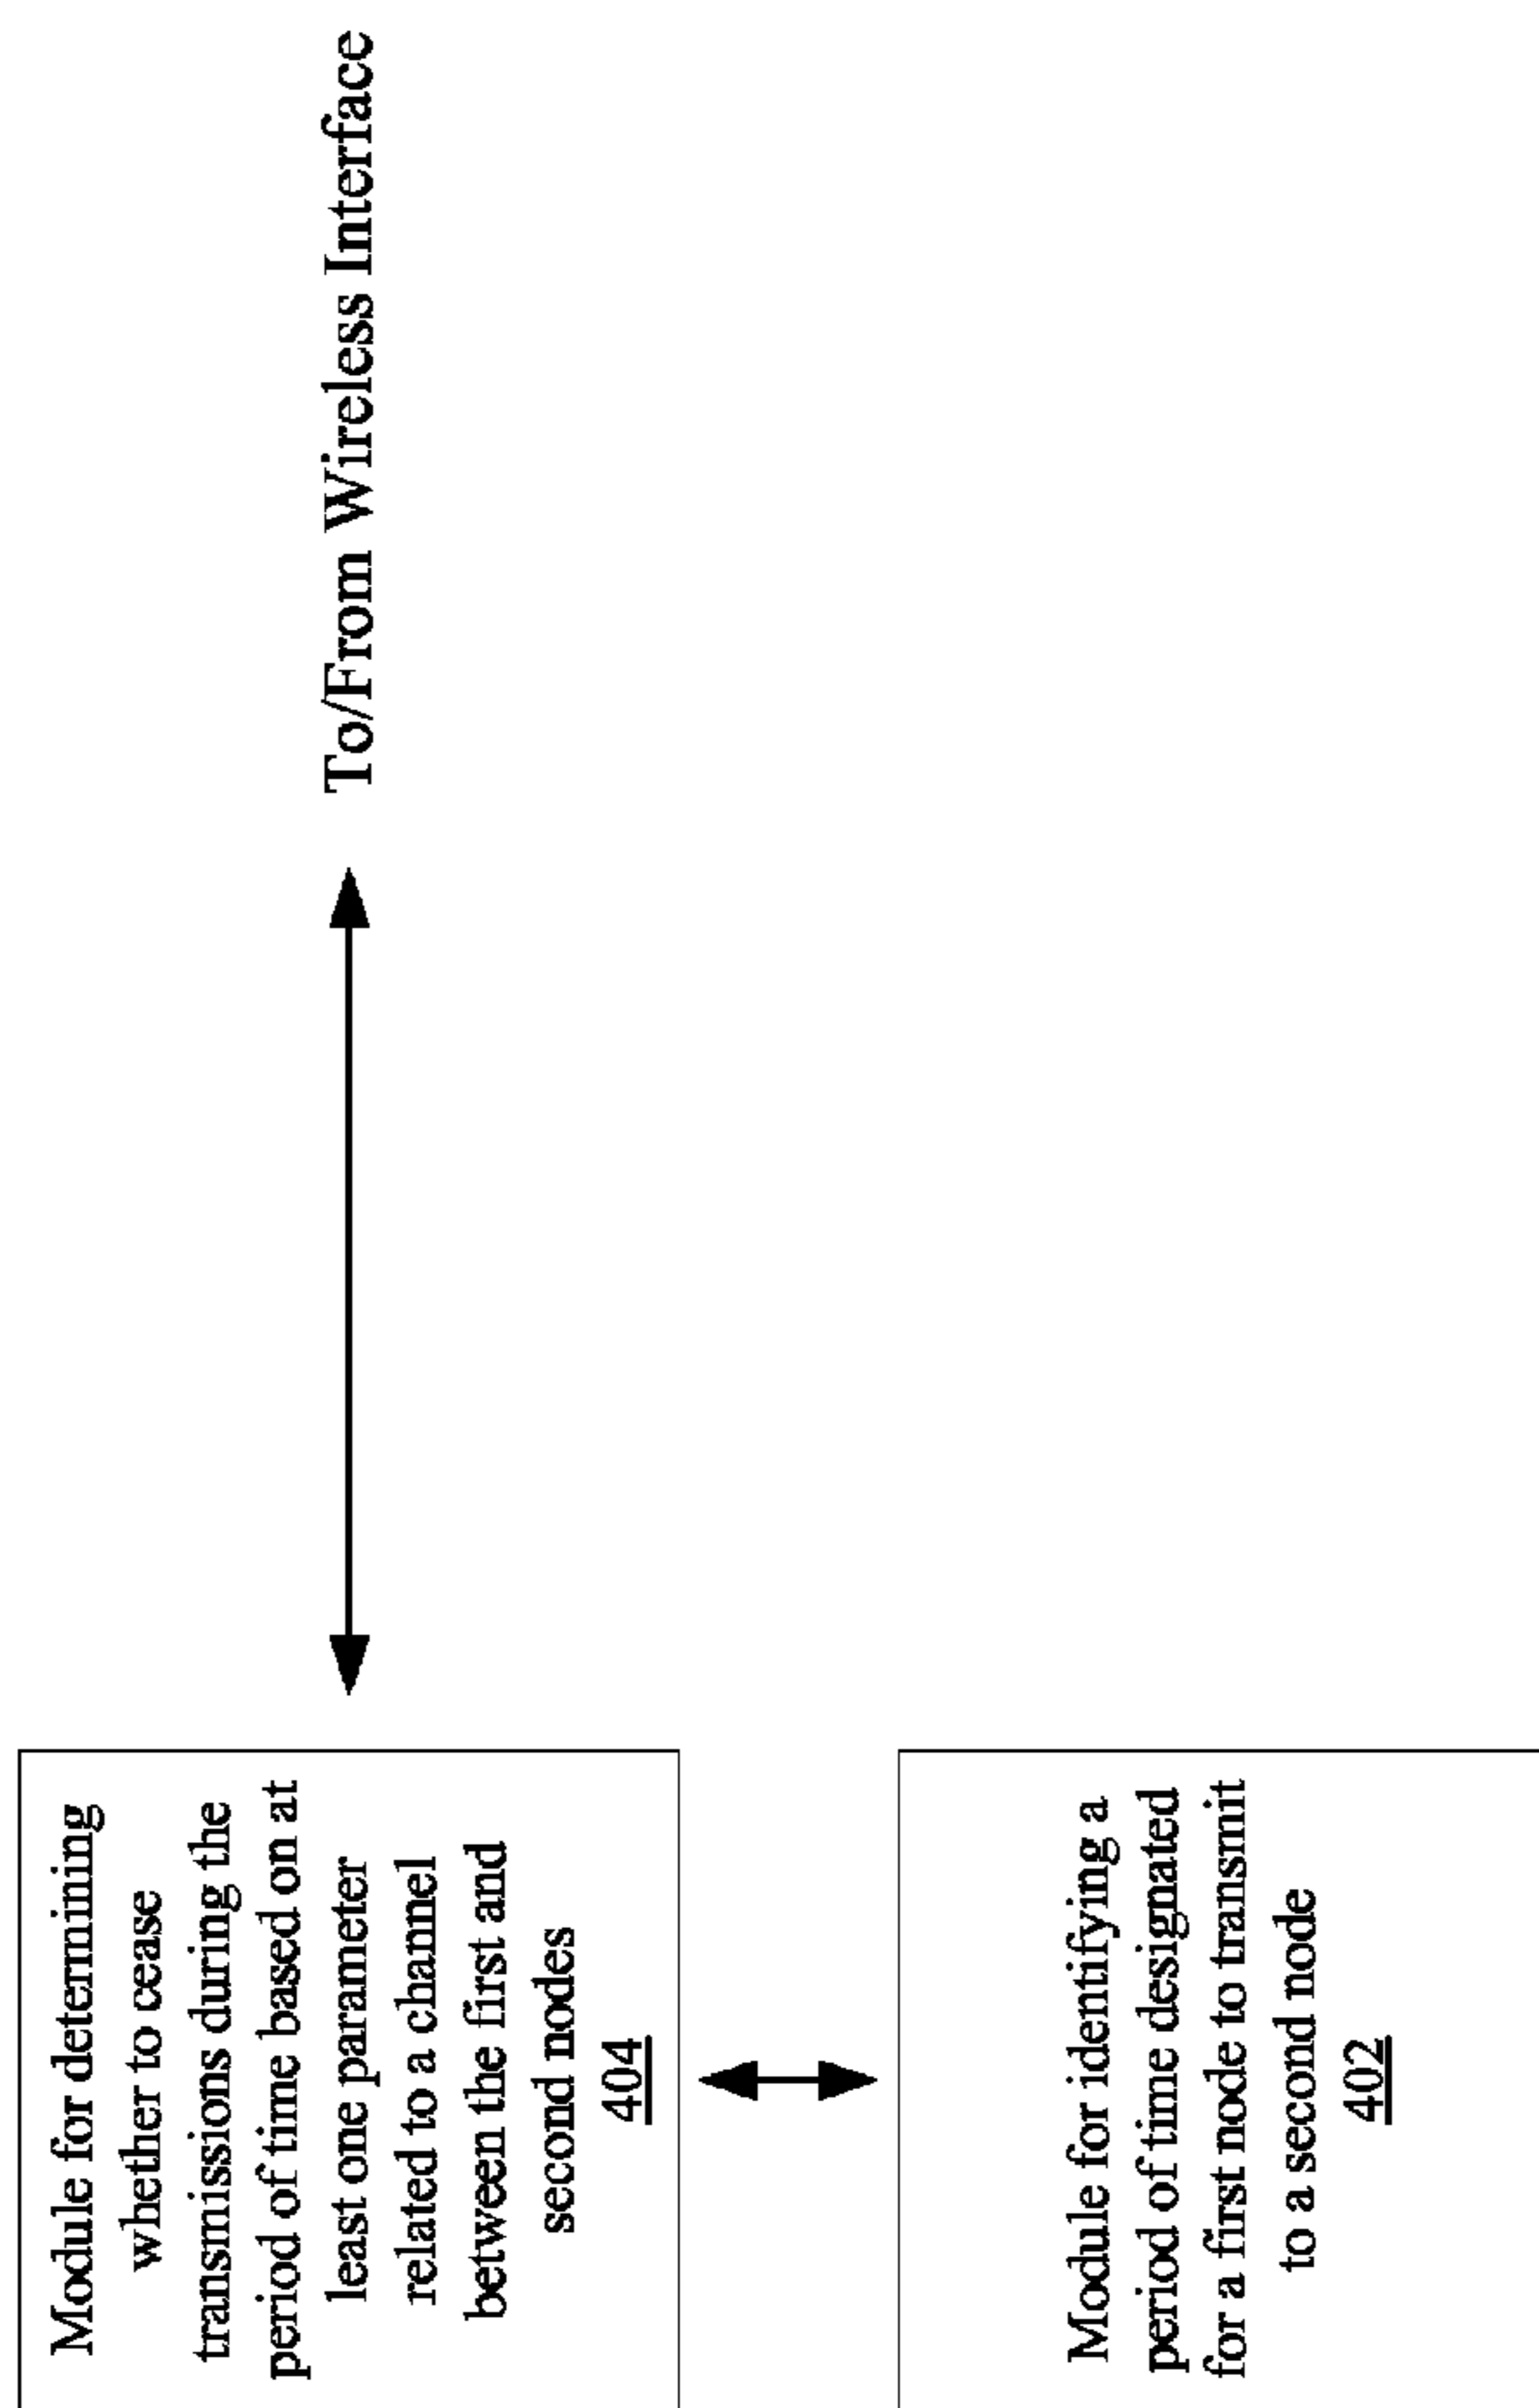 To/From Wireless Interface
Module for determining
whether to cease
transmissions during the
period of time based on at
least one parameter
related to a channel
between the first and
second nodes
404
Module for identifying a
period of time designated
for a first node to transmit
to a second node
402